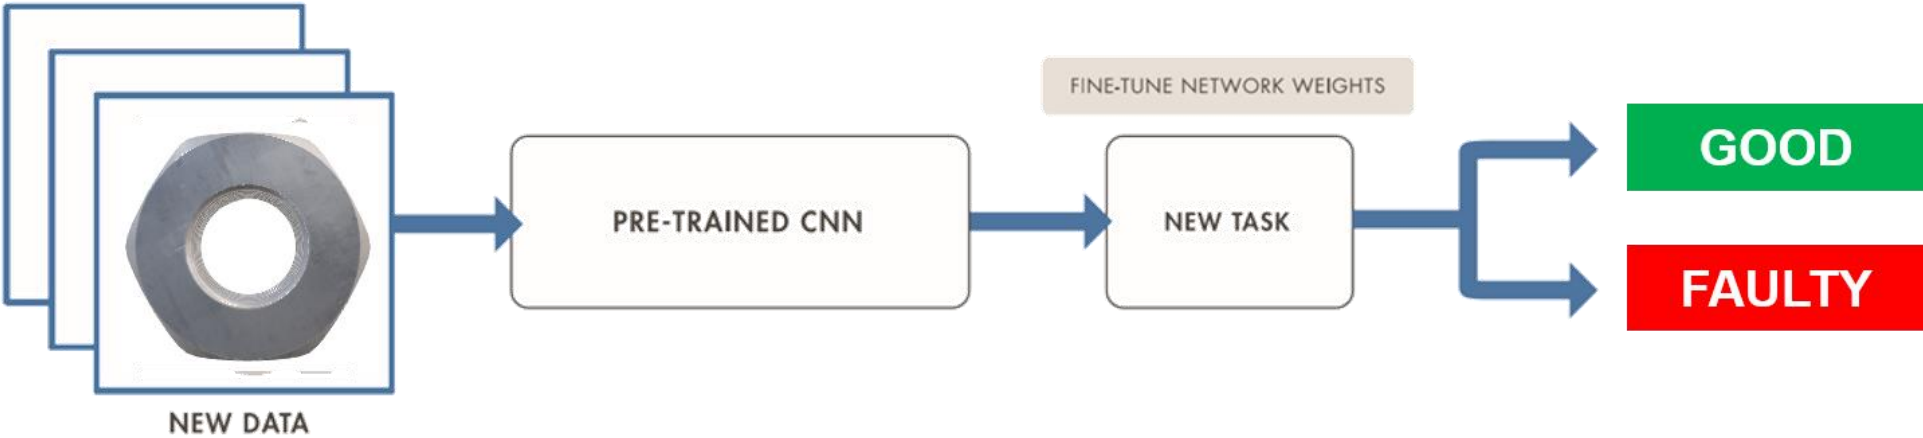 NEW DATA
PRE-TRAINED CNN
FINE-TUNE NETWORK WEIGHTS
NEW TASK
GOOD
FAULTY